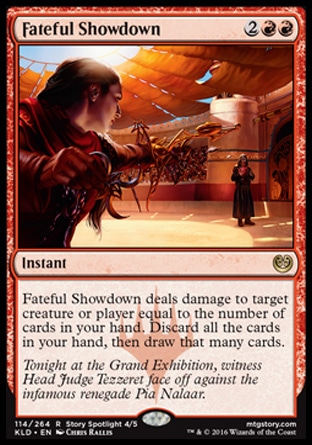 Fateful Showdown 2
Instant
Fateful Showdown deals damage to target
creature or player equal to the number of
cards in your hand. Discard all the cards
in your hand, then draw that many cards.
Tonight at the Grand Exhibition, witness
Head Judge Tezzeret face off against the
infamous renegade Pia Nalaar.
114/264 R Story Spotlight 4/5 mtgstory.com
KLD • EN Chris Rallis ™ & © 2016 Wizards of the Coast